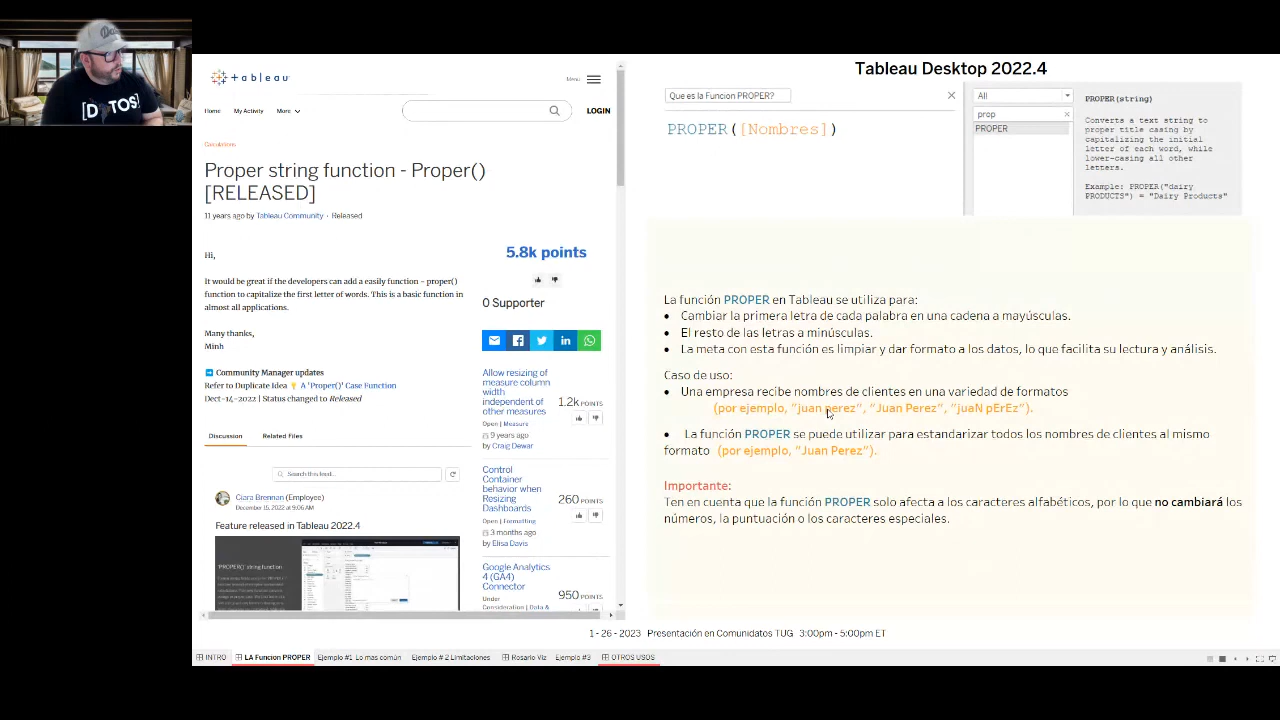 [DATOS]
+ a b l e a u
Menu
Home
My Activity
More
LOGIN
Calculations
Proper string function - Proper()
[RELEASED]
11 years ago by Tableau Community · Released
Hi,
It would be great if the developers can add a easily function - proper()
function to capitalize the first letter of words. This is a basic function in
almost all applications.
Many thanks,
Minh
Community Manager updates
Refer to Duplicate Idea A 'Proper()' Case Function
Dect-14-2022 | Status changed to Released
5.8k points
0 Supporter
Allow resizing of
measure column
width
independent of
other measures
1.2k POINTS
Open | Measure
9 years ago
by Craig Dewar
Control
Container
behavior when
Resizing
Dashboards
260 POINTS
Open | Formatting
3 months ago
by Elisa Davis
Google Analytics
4 (GA4)
Connector
950 POINTS
Under
Consideration | Data &
Discussion
Related Files
Search this feed...
Ciara Brennan (Employee)
December 15, 2022 at 9:06 AM
Feature released in Tableau 2022.4
'PROPER()' string function
Tableau Desktop 2022.4
Que es la Funcion PROPER?
PROPER([Nombres])
All
prop
PROPER
PROPER(string)
Converts a text string to
proper title casing by
capitalizing the initial
letter of each word, while
lower-casing all other
letters.
Example: PROPER("dairy
PRODUCTS") = "Dairy Products"
La función PROPER en Tableau se utiliza para:
• Cambiar la primera letra de cada palabra en una cadena a mayúsculas.
• El resto de las letras a minúsculas.
• La meta con esta función es limpiar y dar formato a los datos, lo que facilita su lectura y análisis.
Caso de uso:
• Una empresa recibe nombres de clientes en una variedad de formatos
(por ejemplo, "juan perez", "Juan Perez", "juaN pErEz").
• La función PROPER se puede utilizar para estandarizar todos los nombres de clientes al mismo
formato (por ejemplo, "Juan Perez").
Importante:
Ten en cuenta que la función PROPER solo afecta a los caracteres alfabéticos, por lo que no cambiará los
números, la puntuación o los caracteres especiales.
1 - 26 - 2023 Presentación en Comunidatos TUG 3:00pm - 5:00pm ET
INTRO
LA Funcion PROPER
Ejemplo #1 Lo mas común
Ejemplo # 2 Limitaciones
Rosario Viz
Ejemplo #3
OTROS USOS